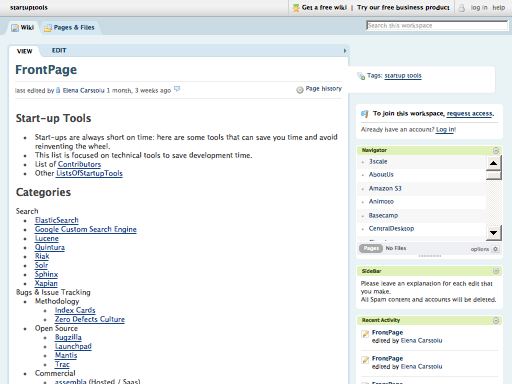 startuptools
Get a free wiki | Try our free business product
log in help
Wiki
Pages & Files
Search this workspace
VIEW
EDIT
FrontPage
last edited by Elena Carstoiu 1 month, 3 weeks ago
Page history
Start-up Tools
Start-ups are always short on time: here are some tools that can save you time and avoid
reinventing the wheel.
This list is focused on technical tools to save development time.
List of Contributors
Other ListsOfStartupTools
Categories
Search
ElasticSearch
Google Custom Search Engine
Lucene
Quintura
Riak
Solr
Sphinx
Xapian
Bugs & Issue Tracking
Methodology
Index Cards
Zero Defects Culture
Open Source
Bugzilla
Launchpad
Mantis
Trac
Commercial
assembla (Hosted / Saas)
Tags: startup tools
To join this workspace, request access.
Already have an account? Log in!
Navigator
3scale
AboutUs
Amazon S3
Animoto
Basecamp
CentralDesktop
Pages
No Files
options
SideBar
Please leave an explanation for each edit that
you make.
All Spam content and accounts will be deleted.
Recent Activity
FrontPage
edited by Elena Carstoiu
FrontPage
edited by Elena Carstoiu
FrontPage